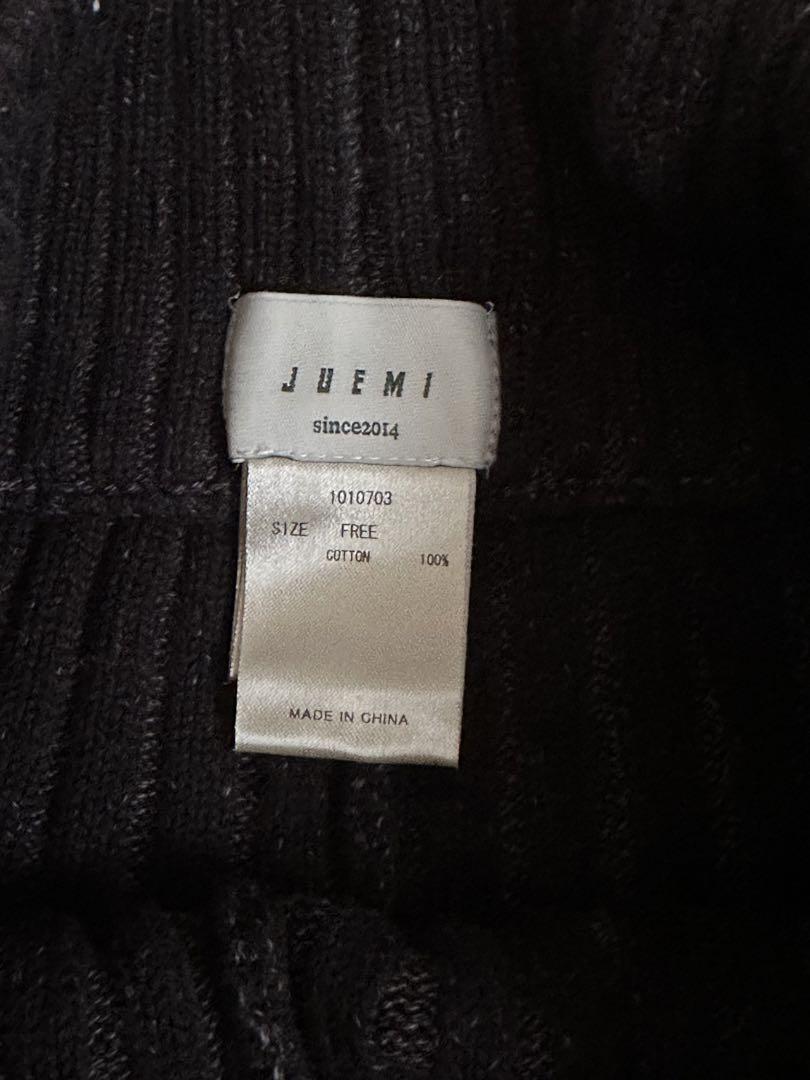 JUEMI
since2014
1010703
SIZE FREE
COTTON 100%
MADE IN CHINA